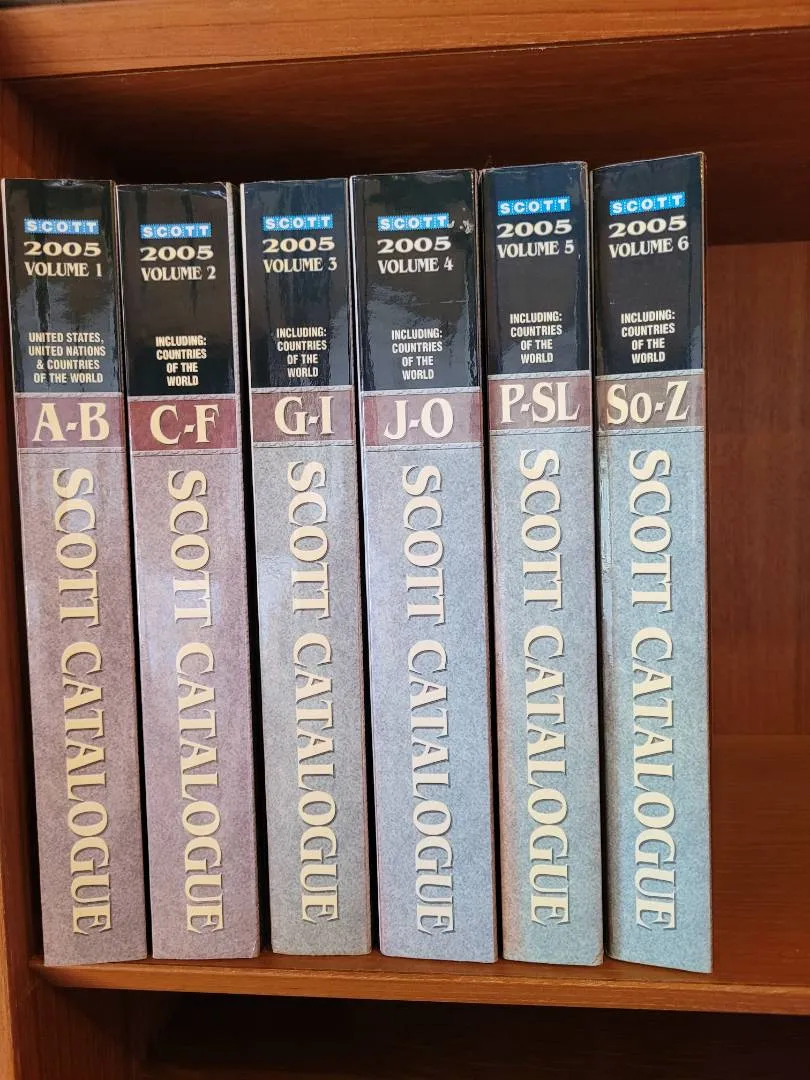 SCOTT
2005
VOLUME 1
UNITED STATES,
UNITED NATIONS
& COUNTRIES
OF THE WORLD
A-B
SCOTT CATALOGUE
SCOTT
2005
VOLUME 2
INCLUDING:
COUNTRIES
OF THE
WORLD
C-F
SCOTT CATALOGUE
SCOTT
2005
VOLUME 3
INCLUDING:
COUNTRIES
OF THE
WORLD
G-I
SCOTT CATALOGUE
SCOTT
2005
VOLUME 4
INCLUDING:
COUNTRIES
OF THE
WORLD
J-O
SCOTT CATALOGUE
SCOTT
2005
VOLUME 5
INCLUDING:
COUNTRIES
OF THE
WORLD
P-SL
SCOTT CATALOGUE
SCOTT
2005
VOLUME 6
INCLUDING:
COUNTRIES
OF THE
WORLD
So-Z
SCOTT CATALOGUE